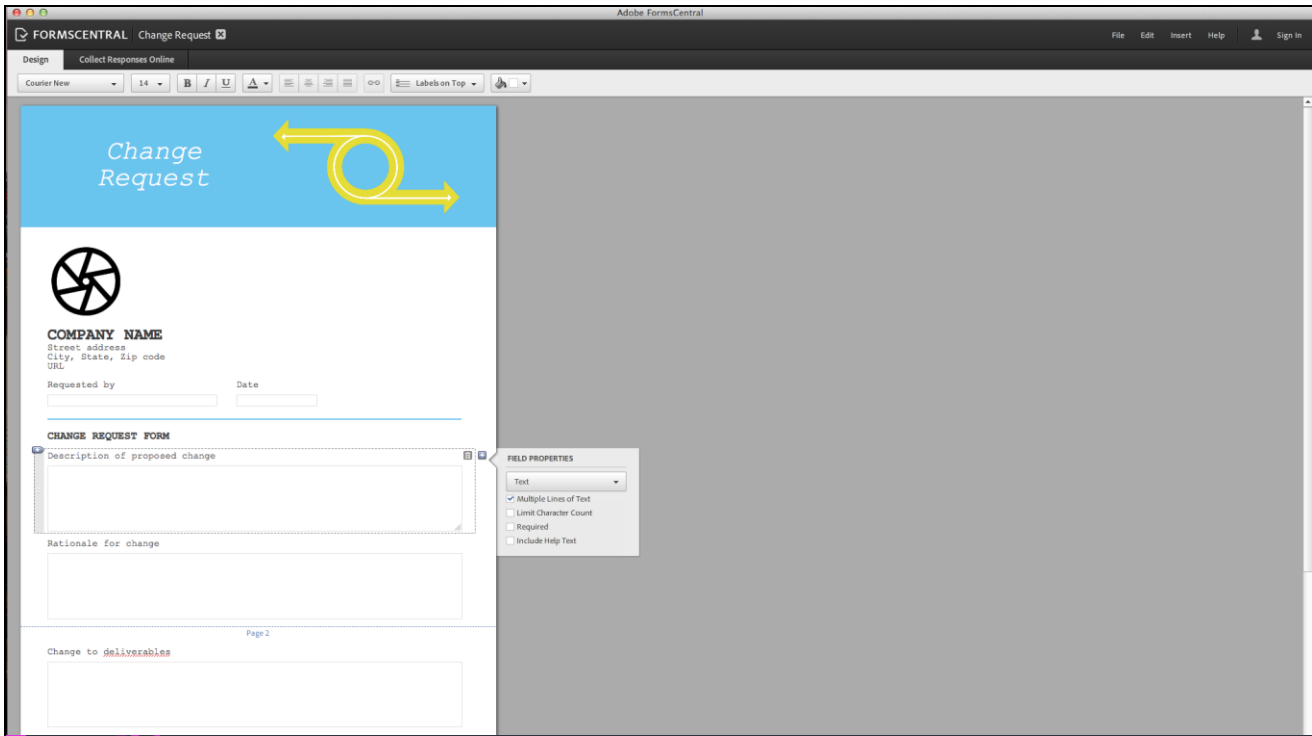 Adobe FormsCentral
FORMSCENTRAL Change Request
File Edit Insert Help Sign In
Design Collect Responses Online
Courier New 14 B I U A Labels on Top
Change
Request
COMPANY NAME
Street address
City, State, Zip code
URL
Requested by Date
CHANGE REQUEST FORM
Description of proposed change
FIELD PROPERTIES
Text
Multiple Lines of Text
Limit Character Count
Required
Include Help Text
Rationale for change
Page 2
Change to deliverables